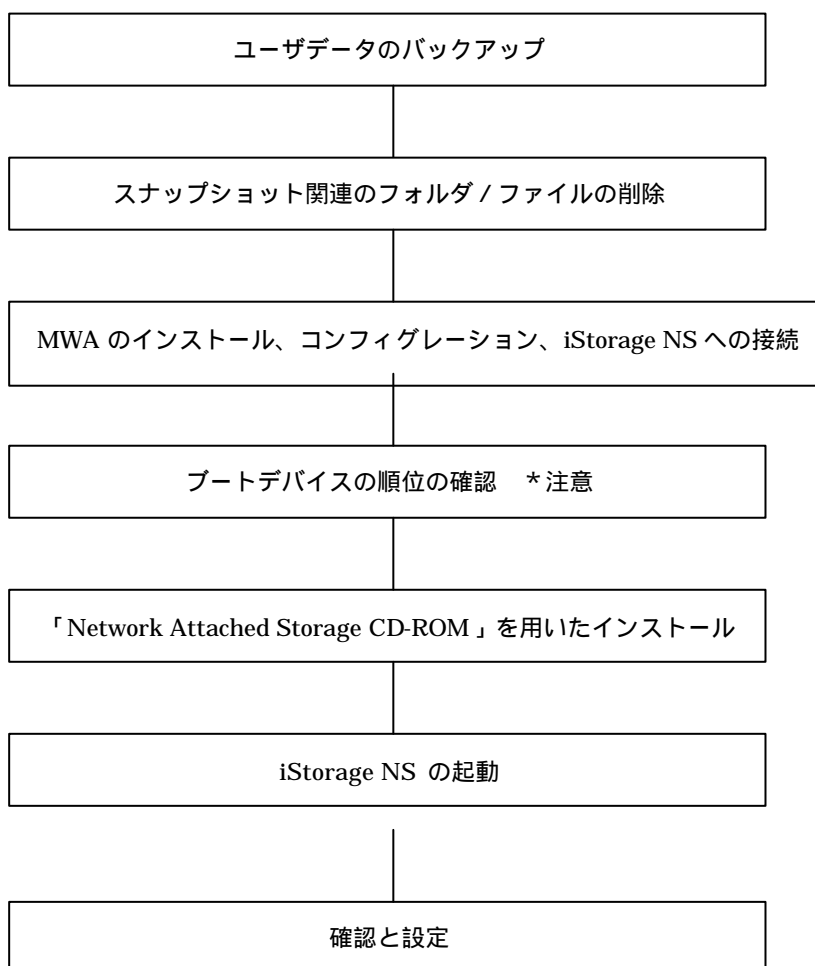 ユーザデータのバックアップ
スナップショット関連のフォルダ / ファイルの削除
MWA のインストール、コンフィグレーション、iStorage NS への接続
ブートデバイスの順位の確認　*注意
「Network Attached Storage CD-ROM」を用いたインストール
iStorage NS の起動
確認と設定